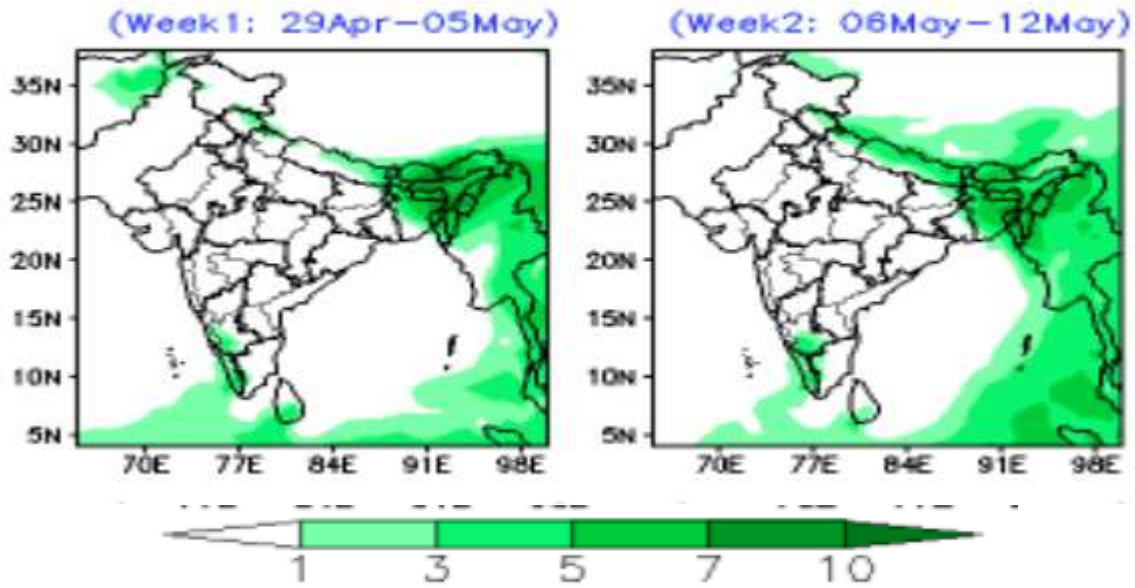 (Week1: 29Apr-05May) (Week2: 06May-12May)
35N 35N
30N 30N
25N 25N
20N 20N
15N 15N
10N 10N
5N 5N
70E 77E 84E 91E 98E 70E 77E 84E 91E 98E
1 3 5 7 10